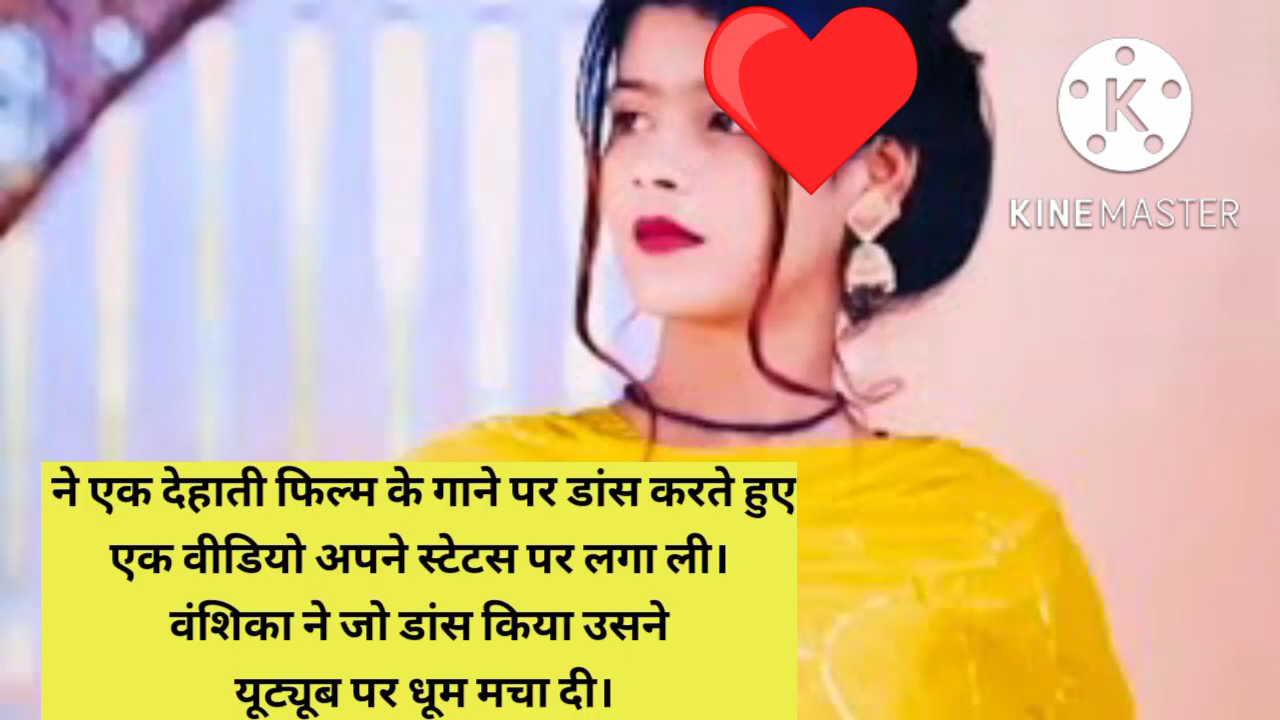 K
KINEMASTER
ने एक देहाती फिल्म के गाने पर डांस करते हुए
एक वीडियो अपने स्टेटस पर लगा ली।
वंशिका ने जो डांस किया उसने
यूट्यूब पर धूम मचा दी।